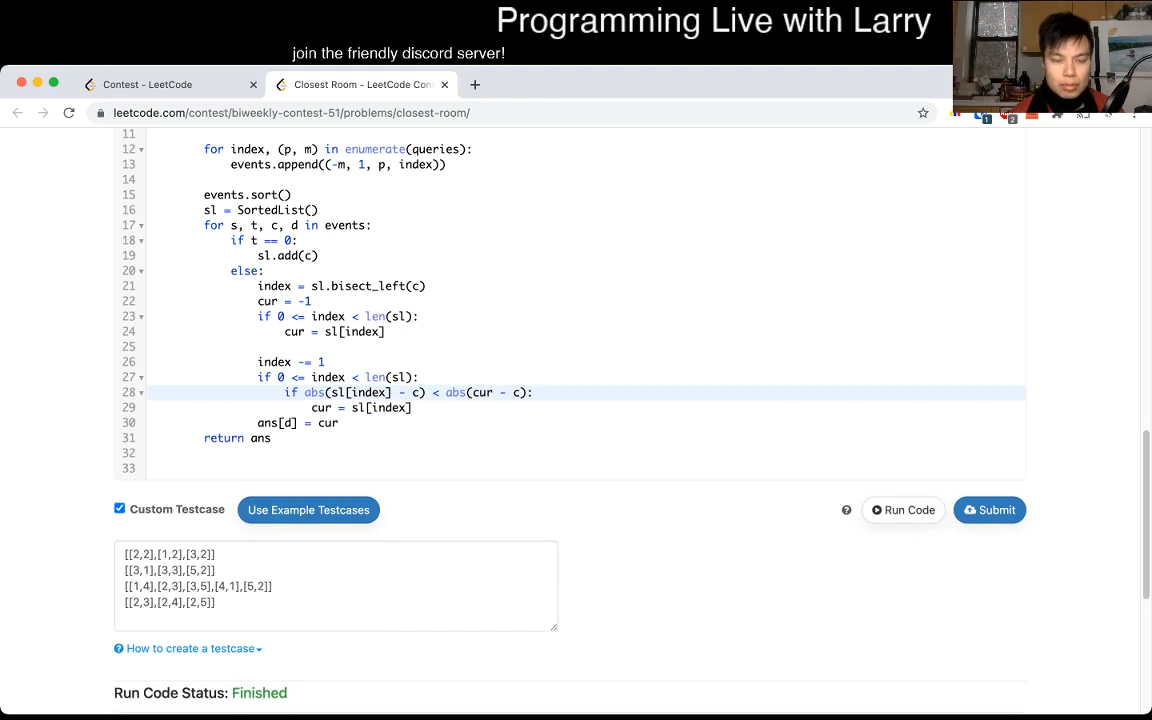 Programming Live with Larry
join the friendly discord server!
Contest - LeetCode
Closest Room - LeetCode Con
leetcode.com/contest/biweekly-contest-51/problems/closest-room/
1
2
11
12 for index, (p, m) in enumerate(queries):
13 events.append((-m, 1, p, index))
14
15 events.sort()
16 sl = SortedList()
17 for s, t, c, d in events:
18 if t == 0:
19 sl.add(c)
20 else:
21 index = sl.bisect_left(c)
22 cur = -1
23 if 0 <= index < len(sl):
24 cur = sl[index]
25
26 index -= 1
27 if 0 <= index < len(sl):
28 if abs(sl[index] - c) < abs(cur - c):
29 cur = sl[index]
30 ans[d] = cur
31 return ans
32
33
Custom Testcase
Use Example Testcases
? Run Code
Submit
[[2,2],[1,2],[3,2]]
[[3,1],[3,3],[5,2]]
[[1,4],[2,3],[3,5],[4,1],[5,2]]
[[2,3],[2,4],[2,5]]
? How to create a testcase
Run Code Status: Finished